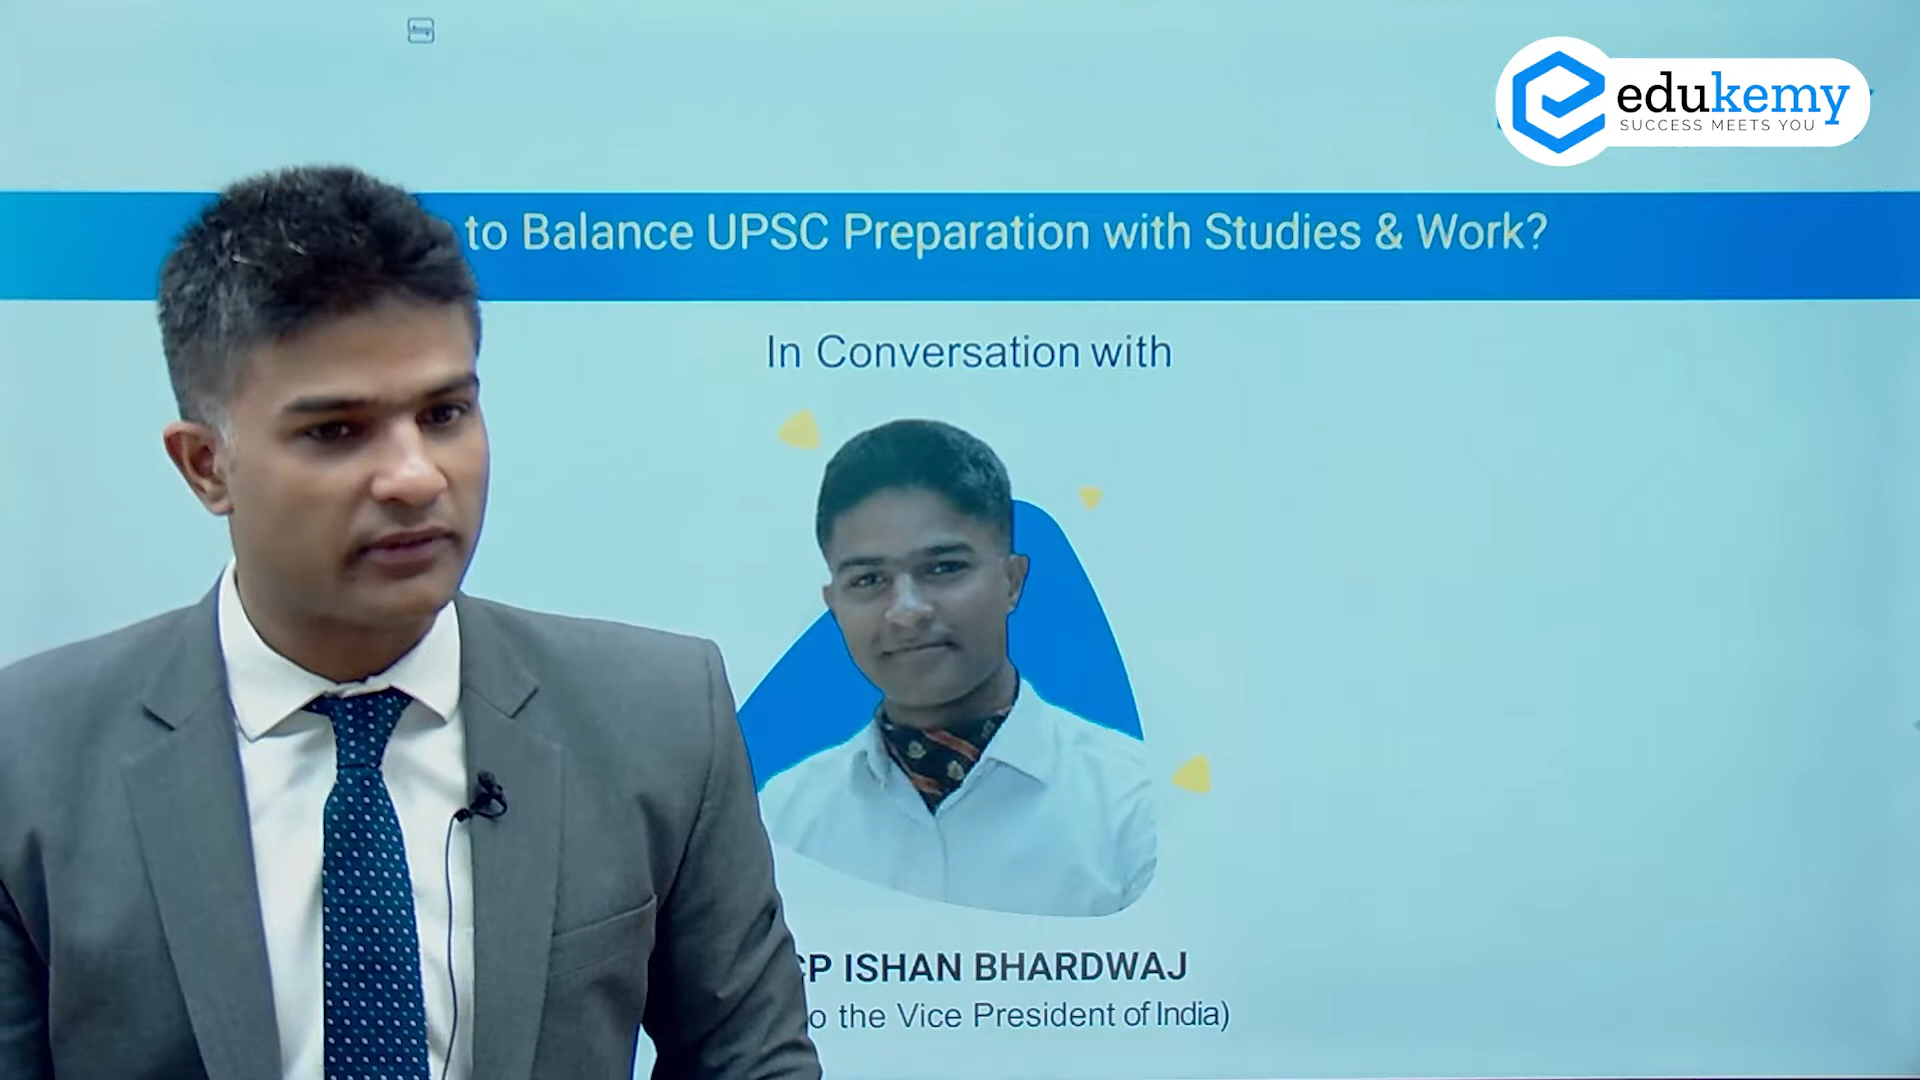 edukemy
SUCCESS MEETS YOU
to Balance UPSC Preparation with Studies & Work?
In Conversation with
CP ISHAN BHARDWAJ
o the Vice President of India)